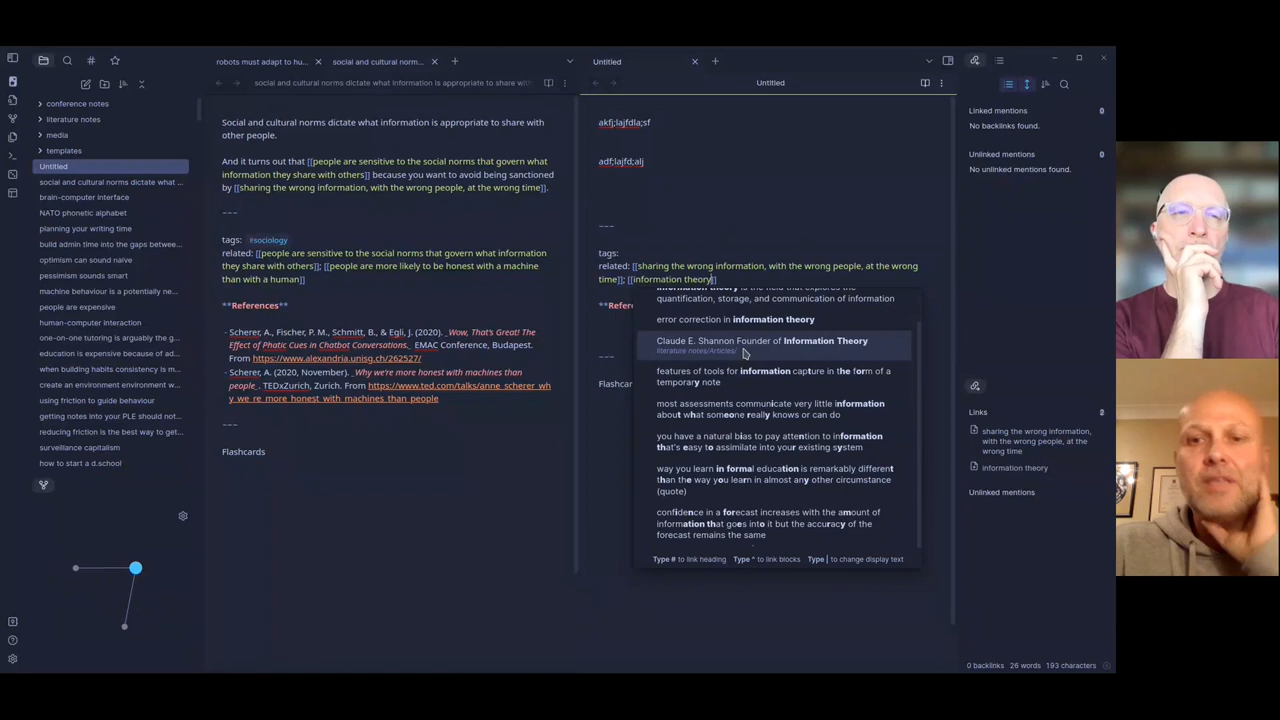 robots must adapt to hu...
social and cultural norm...
Untitled
social and cultural norms dictate what information is appropriate to share with
Untitled
conference notes
literature notes
media
templates
Untitled
social and cultural norms dictate what ...
brain-computer interface
NATO phonetic alphabet
planning your writing time
build admin time into the gaps betwee...
optimism can sound naive
pessimism sounds smart
machine behaviour is a potentially ne...
people are expensive
human-computer interaction
one-on-one tutoring is arguably the g...
education is expensive because of ad...
when building habits consistency is m...
create an environment environment w...
using friction to guide behaviour
getting notes into your PLE should not...
reducing friction is the best way to get...
surveillance capitalism
how to start a d.school
Social and cultural norms dictate what information is appropriate to share with
other people.
And it turns out that [[people are sensitive to the social norms that govern what
information they share with others]] because you want to avoid being sanctioned
by [[sharing the wrong information, with the wrong people, at the wrong time]].
---
tags: #sociology
related: [[people are sensitive to the social norms that govern what information
they share with others]]; [[people are more likely to be honest with a machine
than with a human]]
**References**
- Scherer, A., Fischer, P. M., Schmitt, B., & Egli, J. (2020). _Wow, That's Great! The
Effect of Phatic Cues in Chatbot Conversations_. EMAC Conference, Budapest.
From https://www.alexandria.unisg.ch/262527/
- Scherer, A. (2020, November). _Why we're more honest with machines than
people_. TEDxZurich, Zurich. From https://www.ted.com/talks/anne_scherer_wh
y_we_re_more_honest_with_machines_than_people
---
Flashcards
akfj;lajfdla;sf
adf;lajfd;alj
---
tags:
related: [[sharing the wrong information, with the wrong people, at the wrong
time]]; [[information theory]]
**Refere
---
Flashcard
information theory is the field that explores the
quantification, storage, and communication of information
error correction in information theory
Claude E. Shannon Founder of Information Theory
literature notes/Articles/
features of tools for information capture in the form of a
temporary note
most assessments communicate very little information
about what someone really knows or can do
you have a natural bias to pay attention to information
that's easy to assimilate into your existing system
way you learn in formal education is remarkably different
than the way you learn in almost any other circumstance
(quote)
confidence in a forecast increases with the amount of
information that goes into it but the accuracy of the
forecast remains the same
Type # to link heading Type ^ to link blocks Type | to change display text
Linked mentions 0
No backlinks found.
Unlinked mentions 0
No unlinked mentions found.
Links 2
sharing the wrong information,
with the wrong people, at the
wrong time
information theory
Unlinked mentions
0 backlinks 26 words 193 characters